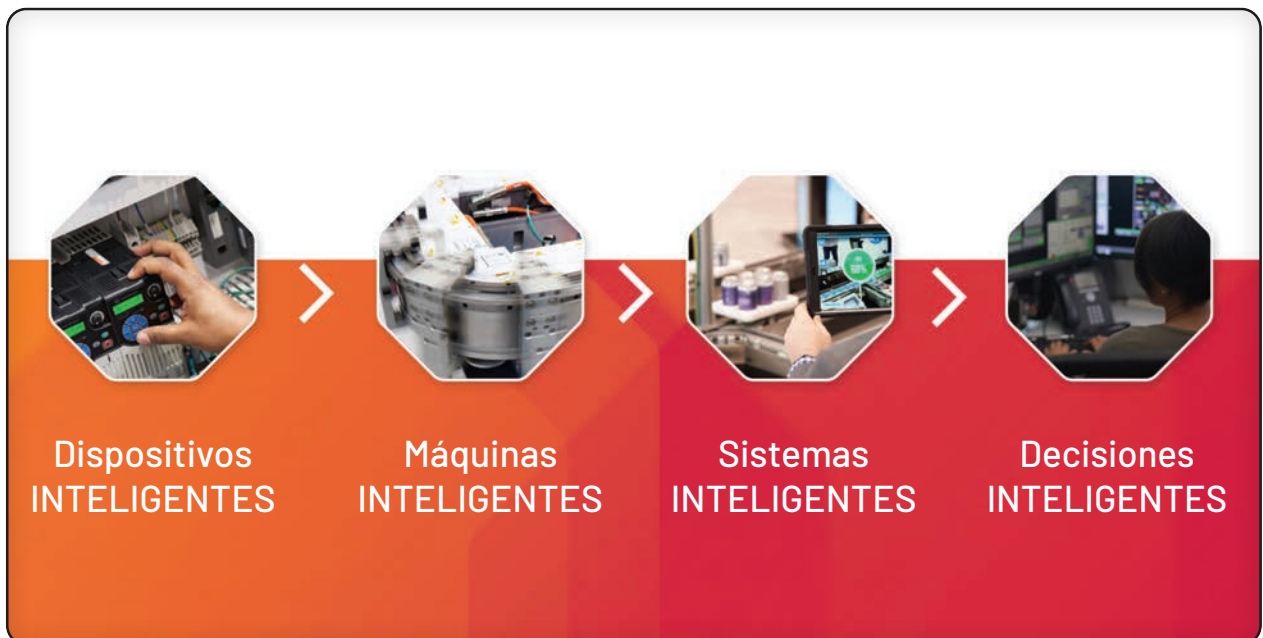 Dispositivos
INTELIGENTES
Máquinas
INTELIGENTES
Sistemas
INTELIGENTES
Decisiones
INTELIGENTES